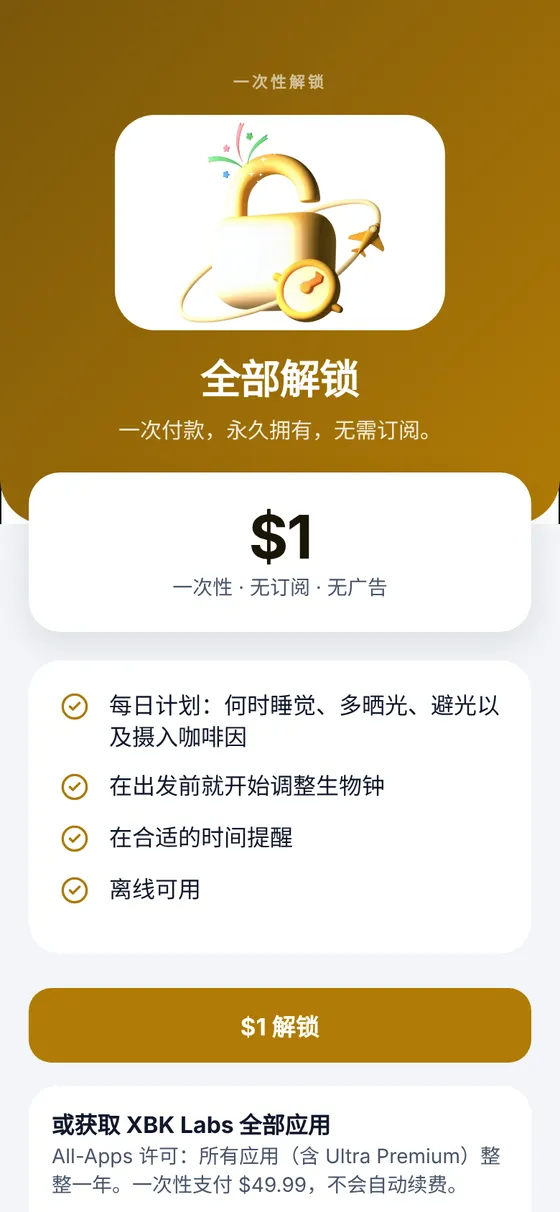 一次性解锁
全部解锁
一次付款，永久拥有，无需订阅。
$1
一次性 · 无订阅 · 无广告
每日计划：何时睡觉、多晒光、避光以
及摄入咖啡因
在出发前就开始调整生物钟
在合适的时间提醒
离线可用
$1 解锁
或获取 XBK Labs 全部应用
All-Apps 许可：所有应用（含 Ultra Premium）整
整一年。一次性支付 $49.99，不会自动续费。